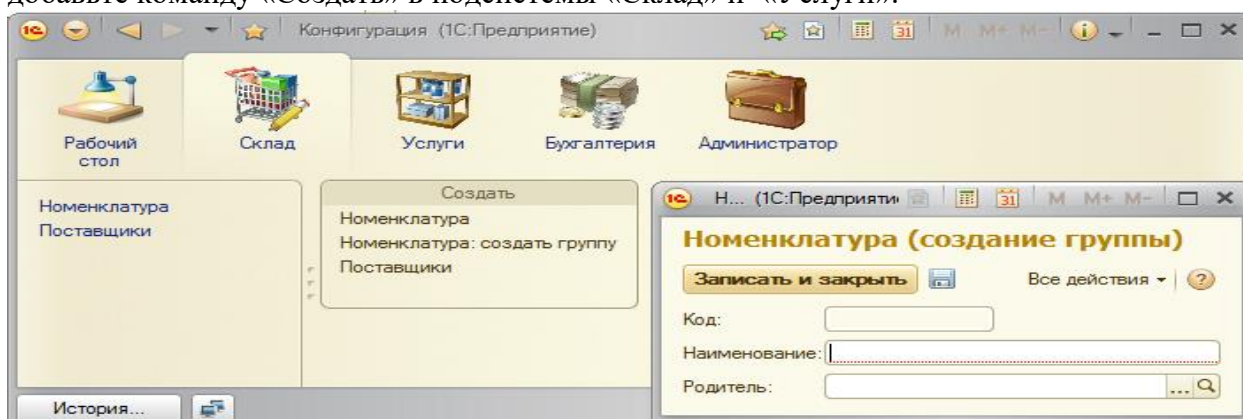 добавьте команду «Создать» в подсистемы «Склад» и «Услуги».
Конфигурация (1С:Предприятие)
M M+ M-
Рабочий
стол
Склад
Услуги
Бухгалтерия
Администратор
Номенклатура
Поставщики
Создать
Номенклатура
Номенклатура: создать группу
Поставщики
Н... (1С:Предприяти
31 M M+ M-
Номенклатура (создание группы)
Записать и закрыть
Все действия
Код:
Наименование:
Родитель:
...
История...